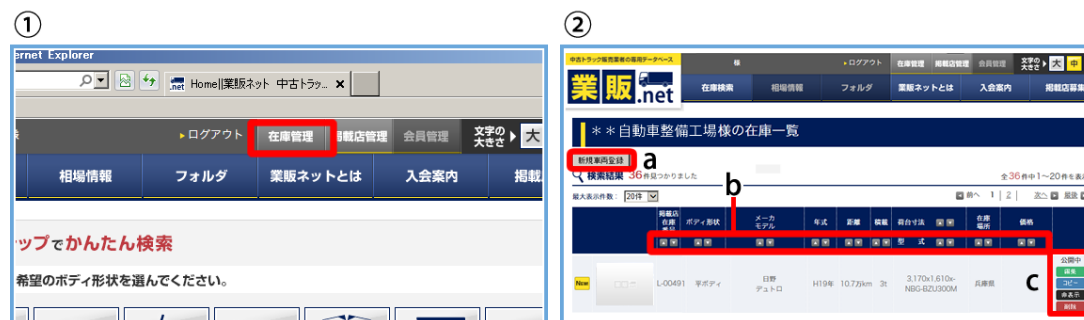 ①
ernet Explorer
Home||業販ネット 中古トラッ...
ログアウト 在庫管理 掲載店管理 会員管理 文字の大きさ 大
相場情報 フォルダ 業販ネットとは 入会案内 掲載
ップでかんたん検索
希望のボディ形状を選んでください。
②
中古トラック販売業者の専用データベース
業販.net
様 ログアウト 在庫管理 掲載店管理 会員管理 文字の大きさ 大 中
在庫検索 相場情報 フォルダ 業販ネットとは 入会案内 掲載店募集
**自動車整備工場様の在庫一覧
新規車両登録 a
検索結果 36件見つかりました b 全36件中1~20件を表
最大表示件数: 20件 前へ 1 | 2 | 次へ 最後
掲載店在庫番号 ボディ形状 メーカモデル 年式 距離 積載 荷台寸法 在庫場所 価格
型 式
New L-00491 平ボディ 日野デュトロ H19年 10.7万km 3t 3,170x1,610x- NBG-BZU300M 兵庫県 C
公開中
編集
コピー
非表示
削除